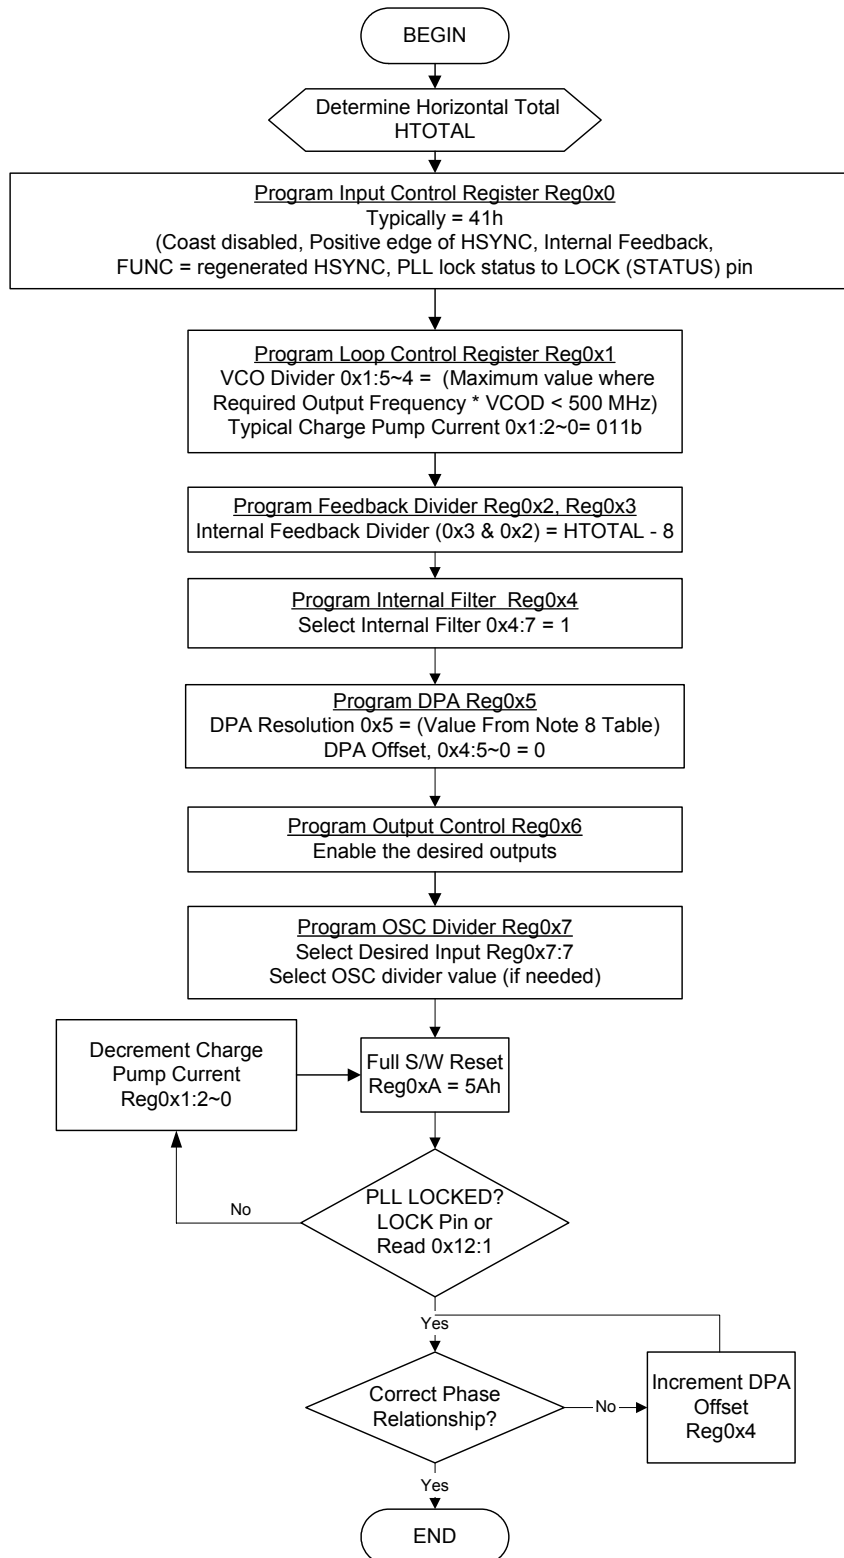 BEGIN
Determine Horizontal Total
HTOTAL
Program Input Control Register Reg0x0
Typically = 41h
(Coast disabled, Positive edge of HSYNC, Internal Feedback,
FUNC = regenerated HSYNC, PLL lock status to LOCK (STATUS) pin
Program Loop Control Register Reg0x1
VCO Divider 0x1:5~4 = (Maximum value where
Required Output Frequency * VCOD < 500 MHz)
Typical Charge Pump Current 0x1:2~0= 011b
Program Feedback Divider Reg0x2, Reg0x3
Internal Feedback Divider (0x3 & 0x2) = HTOTAL - 8
Program Internal Filter Reg0x4
Select Internal Filter 0x4:7 = 1
Program DPA Reg0x5
DPA Resolution 0x5 = (Value From Note 8 Table)
DPA Offset, 0x4:5~0 = 0
Program Output Control Reg0x6
Enable the desired outputs
Program OSC Divider Reg0x7
Select Desired Input Reg0x7:7
Select OSC divider value (if needed)
Decrement Charge
Pump Current
Reg0x1:2~0
Full S/W Reset
Reg0xA = 5Ah
PLL LOCKED?
LOCK Pin or
Read 0x12:1
No
Yes
Correct Phase
Relationship?
No
Increment DPA
Offset
Reg0x4
Yes
END